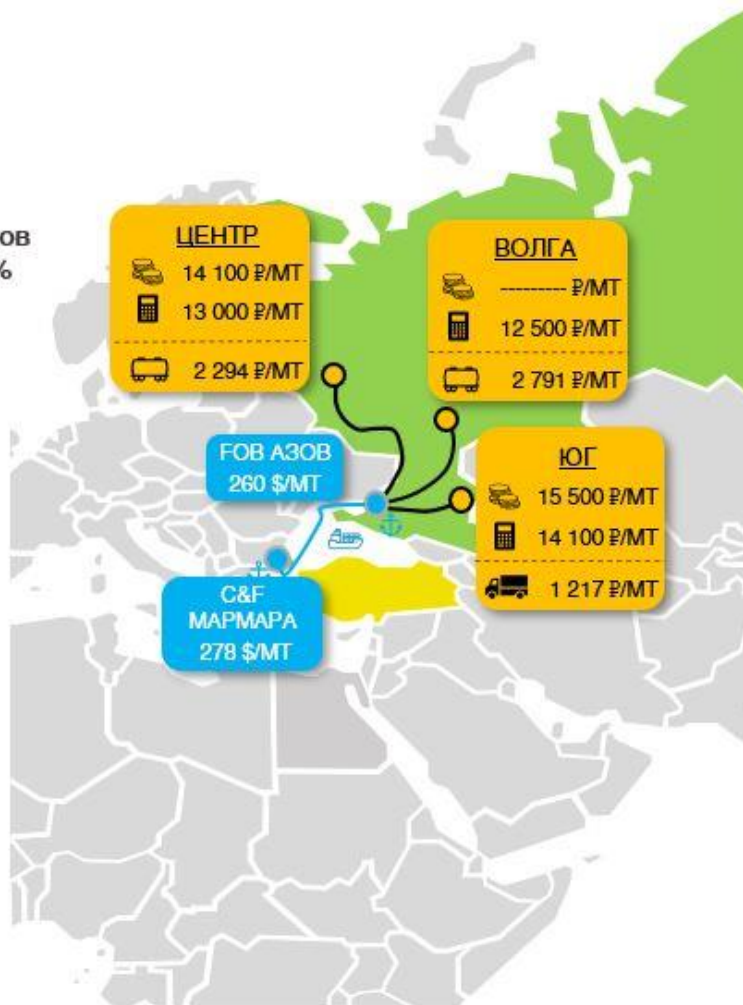 ОВ
%
ЦЕНТР
14 100 ₽/МТ
13 000 ₽/МТ
2 294 ₽/МТ
ВОЛГА
--------- ₽/МТ
12 500 ₽/МТ
2 791 ₽/МТ
FОВ АЗОВ
260 $/МТ
ЮГ
15 500 ₽/МТ
14 100 ₽/МТ
1 217 ₽/МТ
C&F
МАРМАРА
278 $/МТ